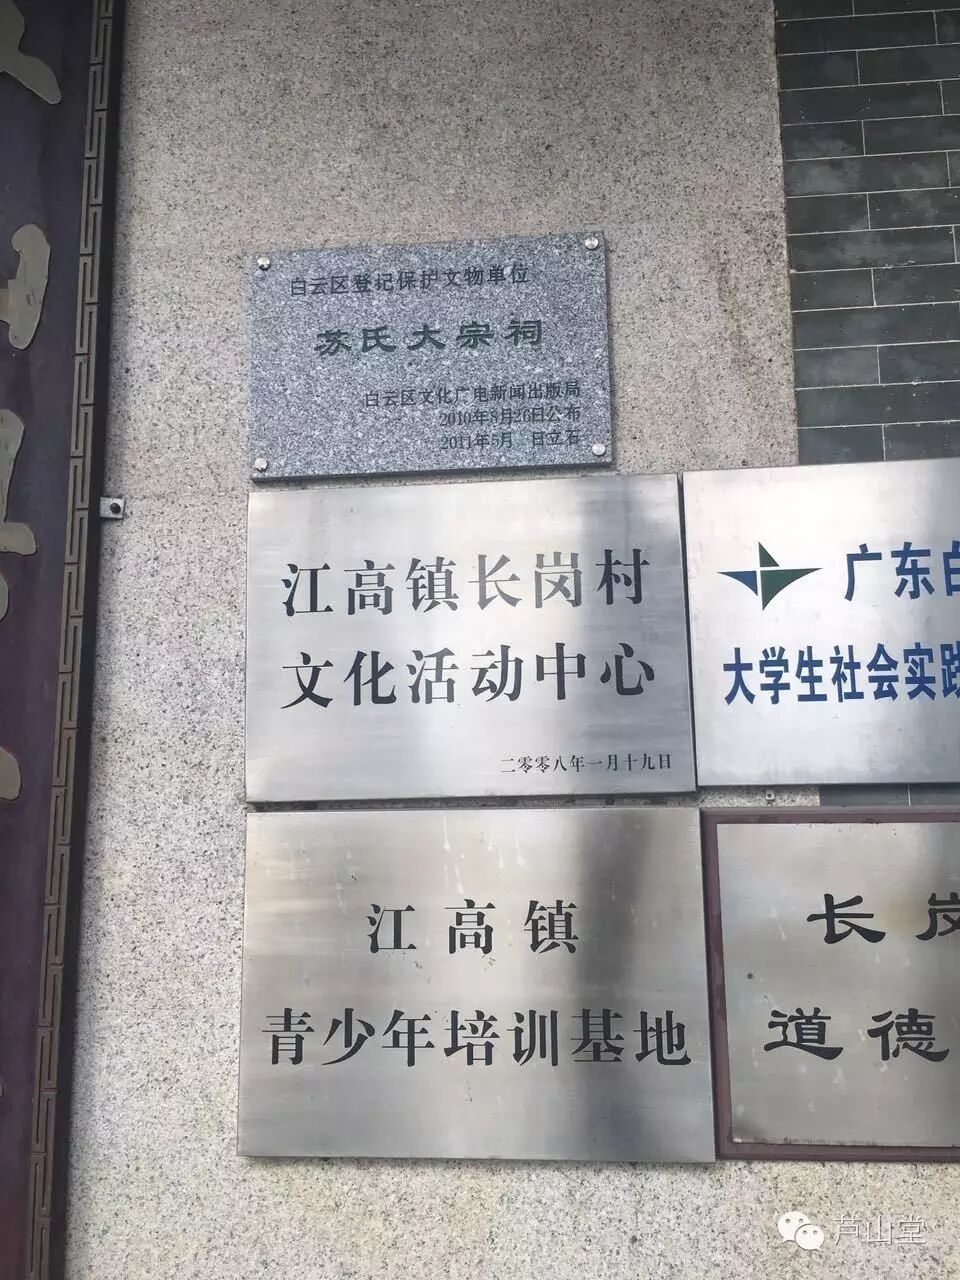 白云区登记保护文物单位
苏氏大宗祠
白云区文化广电新闻出版局
2010年8月26日公布
2011年5月 日立石
江高镇长岗村
文化活动中心
二零零八年一月十九日
广东白
大学生社会实践
江高镇
青少年培训基地
长岗
道德
芦山堂